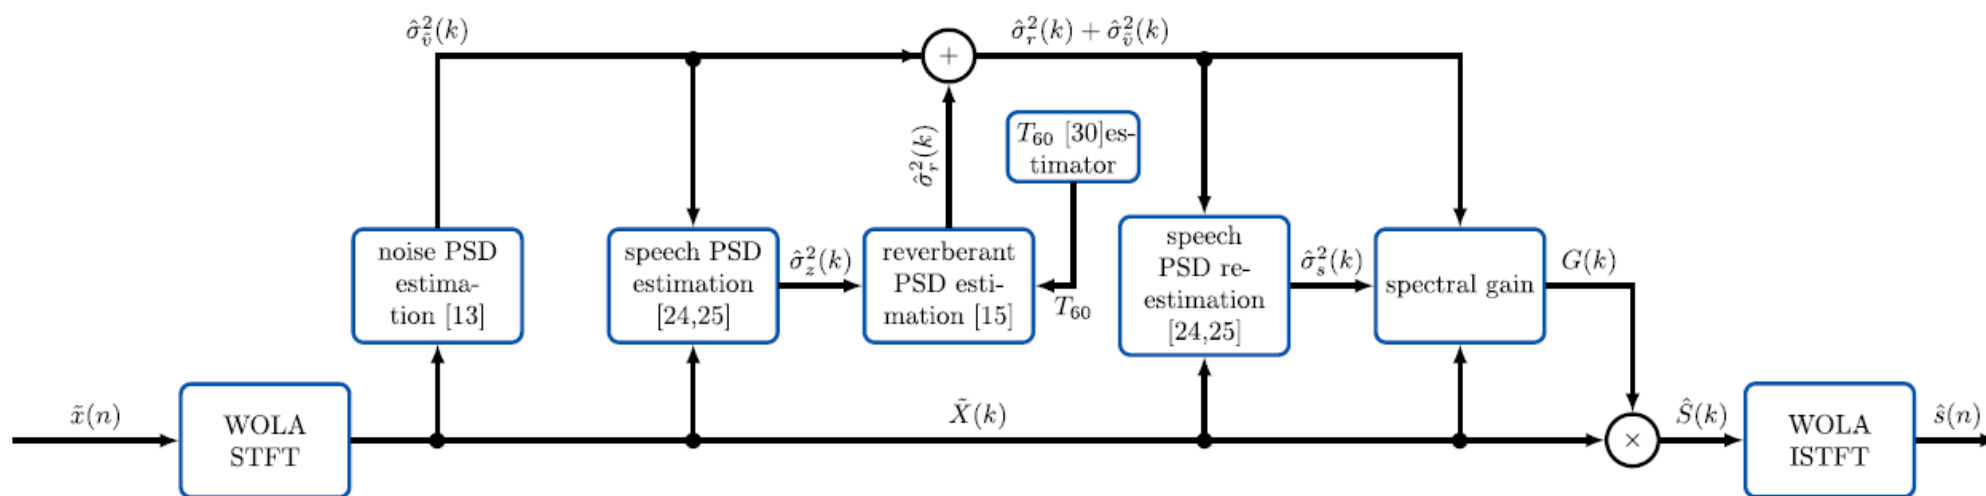 σ̂²_ṽ(k)
+
σ̂²_r(k) + σ̂²_ṽ(k)
σ̂²_r(k)
T₆₀ [30]es-
timator
noise PSD
estima-
tion [13]
speech PSD
estimation
[24,25]
σ̂²_z(k)
reverberant
PSD esti-
mation [15]
T₆₀
speech
PSD re-
estimation
[24,25]
σ̂²_s(k)
spectral gain
G(k)
x̃(n)
WOLA
STFT
X̃(k)
×
Ŝ(k)
WOLA
ISTFT
ŝ(n)